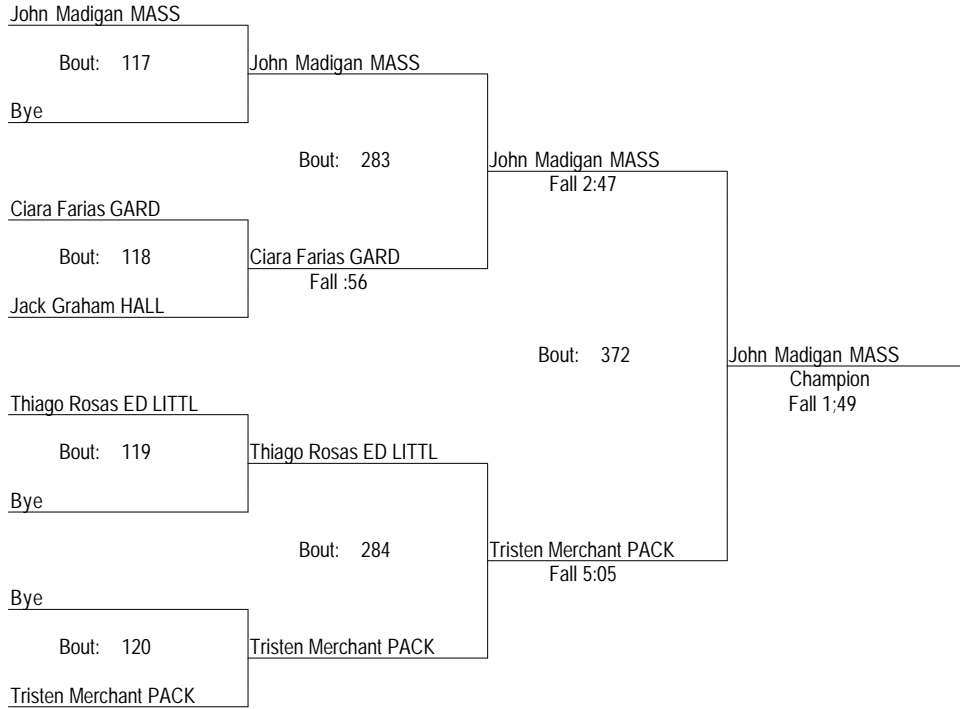 John Madigan MASS
Bout: 117
John Madigan MASS
Bye
Bout: 283
John Madigan MASS
Fall 2:47
Ciara Farias GARD
Bout: 118
Ciara Farias GARD
Fall :56
Jack Graham HALL
Bout: 372
John Madigan MASS
Champion
Fall 1;49
Thiago Rosas ED LITTL
Bout: 119
Thiago Rosas ED LITTL
Bye
Bout: 284
Tristen Merchant PACK
Fall 5:05
Bye
Bout: 120
Tristen Merchant PACK
Tristen Merchant PACK